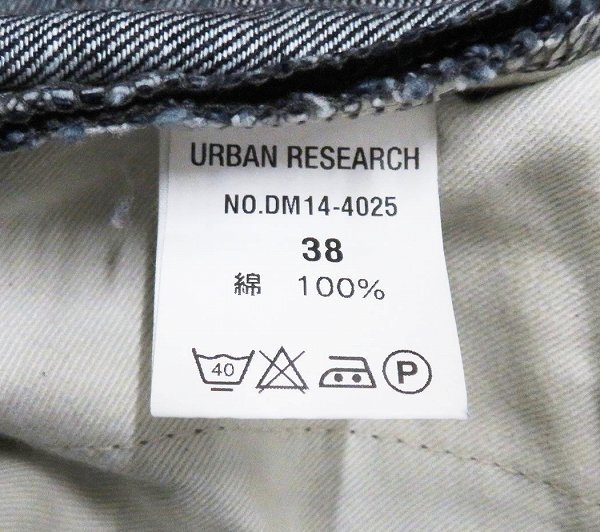 URBAN RESEARCH
NO.DM14-4025
38
綿 100%
40 P